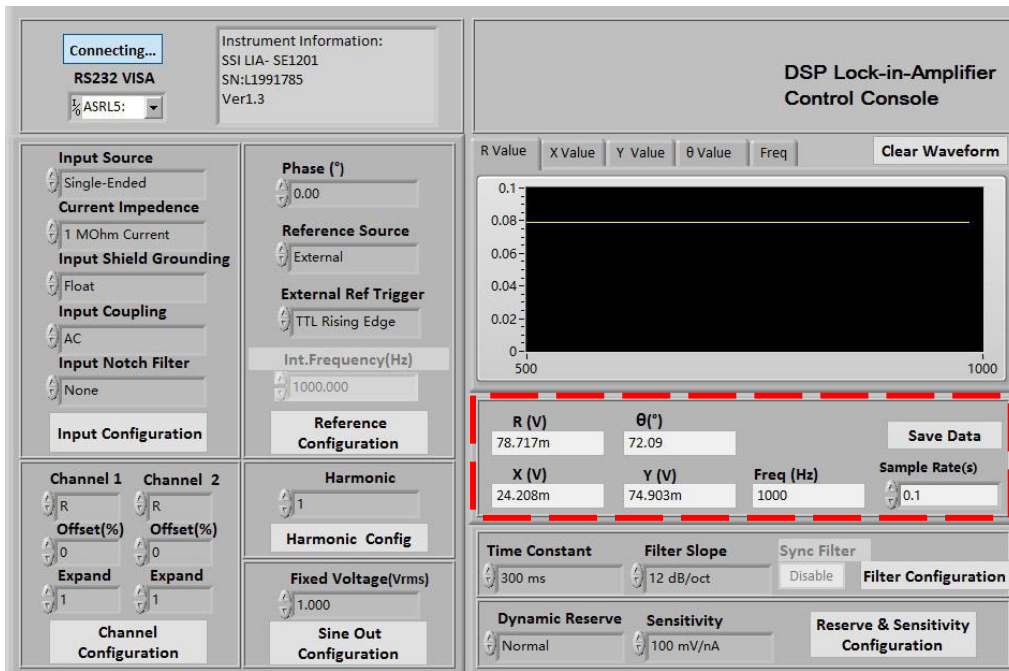 Connecting...
RS232 VISA
I/O ASRL5:
Instrument Information:
SSI LIA- SE1201
SN:L1991785
Ver1.3
DSP Lock-in-Amplifier
Control Console
Input Source
Single-Ended
Current Impedence
1 MOhm Current
Input Shield Grounding
Float
Input Coupling
AC
Input Notch Filter
None
Input Configuration
Phase (°)
0.00
Reference Source
External
External Ref Trigger
TTL Rising Edge
Int.Frequency(Hz)
1000.000
Reference
Configuration
R Value X Value Y Value θ Value Freq Clear Waveform
0.1
0.08
0.06
0.04
0.02
0
500 1000
R (V) θ(°)
78.717m 72.09 Save Data
X (V) Y (V) Freq (Hz) Sample Rate(s)
24.208m 74.903m 1000 0.1
Channel 1 Channel 2
R R
Offset(%) Offset(%)
0 0
Expand Expand
1 1
Channel
Configuration
Harmonic
1
Harmonic Config
Fixed Voltage(Vrms)
1.000
Sine Out
Configuration
Time Constant Filter Slope Sync Filter
300 ms 12 dB/oct Disable Filter Configuration
Dynamic Reserve Sensitivity
Normal 100 mV/nA
Reserve & Sensitivity
Configuration